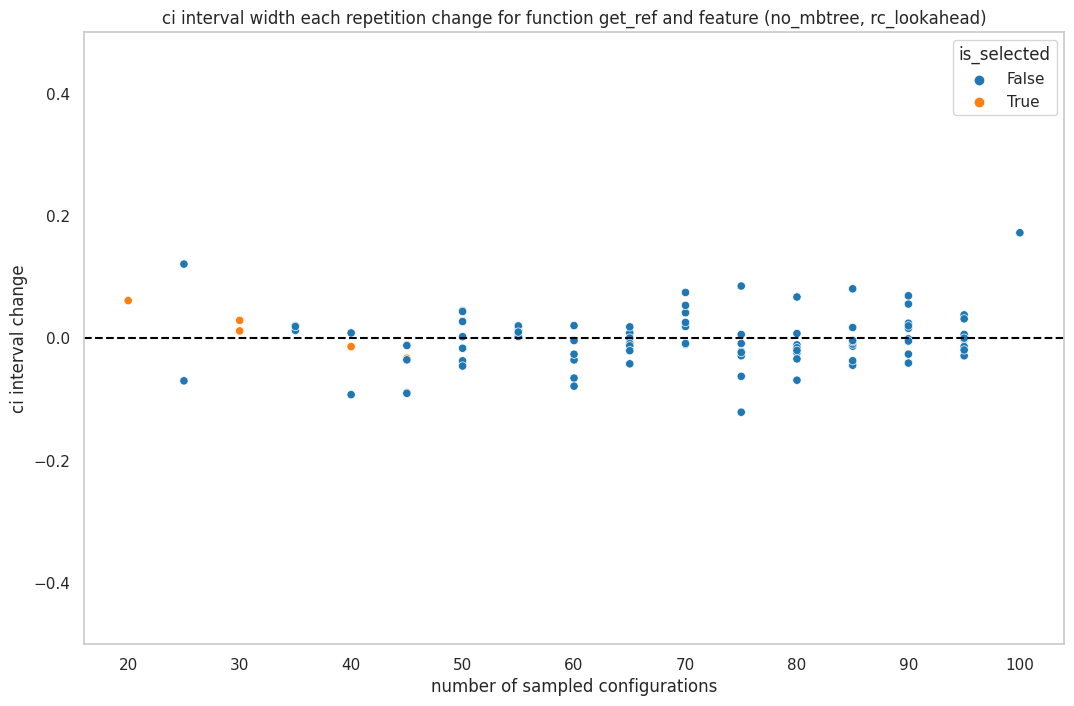 ci interval width each repetition change for function get_ref and feature (no_mbtree, rc_lookahead)
is_selected
False
True
ci interval change
0.4
0.2
0.0
−0.2
−0.4
20 30 40 50 60 70 80 90 100
number of sampled configurations